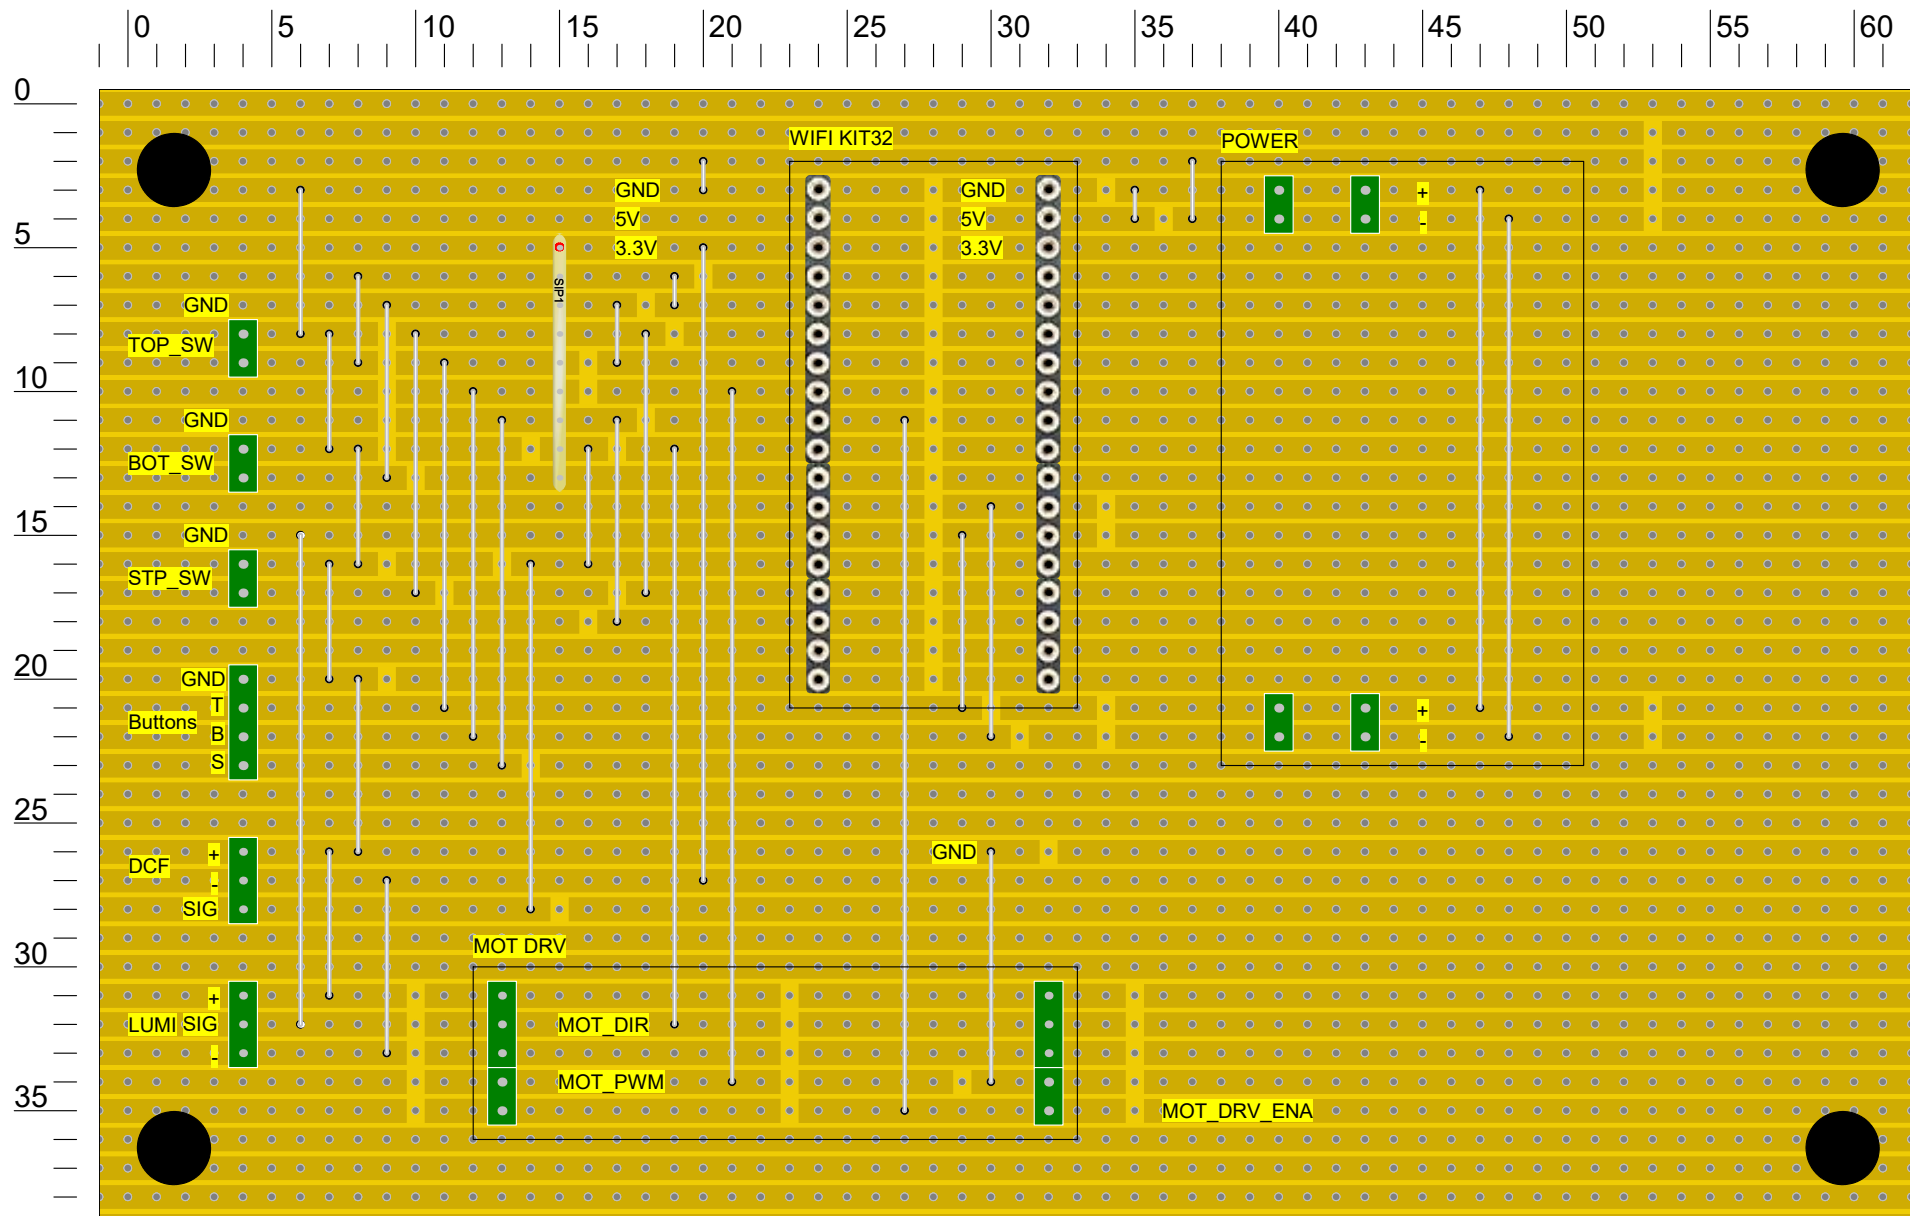 0 5 10 15 20 25 30 35 40 45 50 55 60
0
WIFI KIT32
POWER
GND
GND
+
5V
5V
-
5
3.3V
3.3V
SIP1
GND
TOP_SW
10
GND
BOT_SW
15
GND
STP_SW
20
GND
T
+
Buttons
B
-
S
25
+
DCF
GND
-
SIG
MOT DRV
30
+
LUMI SIG
MOT_DIR
-
MOT_PWM
35
MOT_DRV_ENA